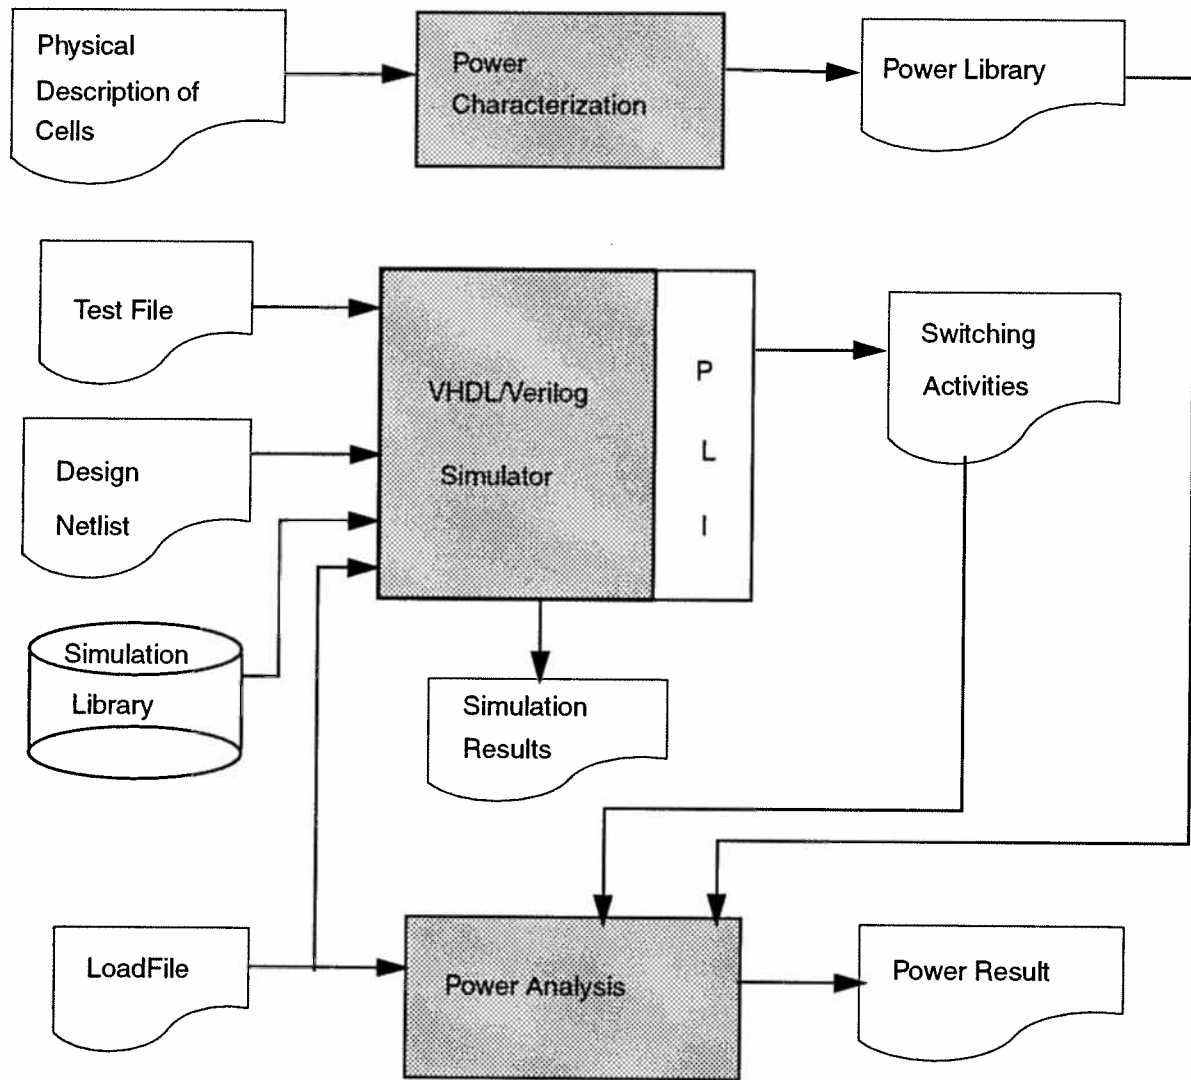 Physical
Description of
Cells
Power
Characterization
Power Library
Test File
VHDL/Verilog
Simulator
P
L
I
Switching
Activities
Design
Netlist
Simulation
Library
Simulation
Results
LoadFile
Power Analysis
Power Result